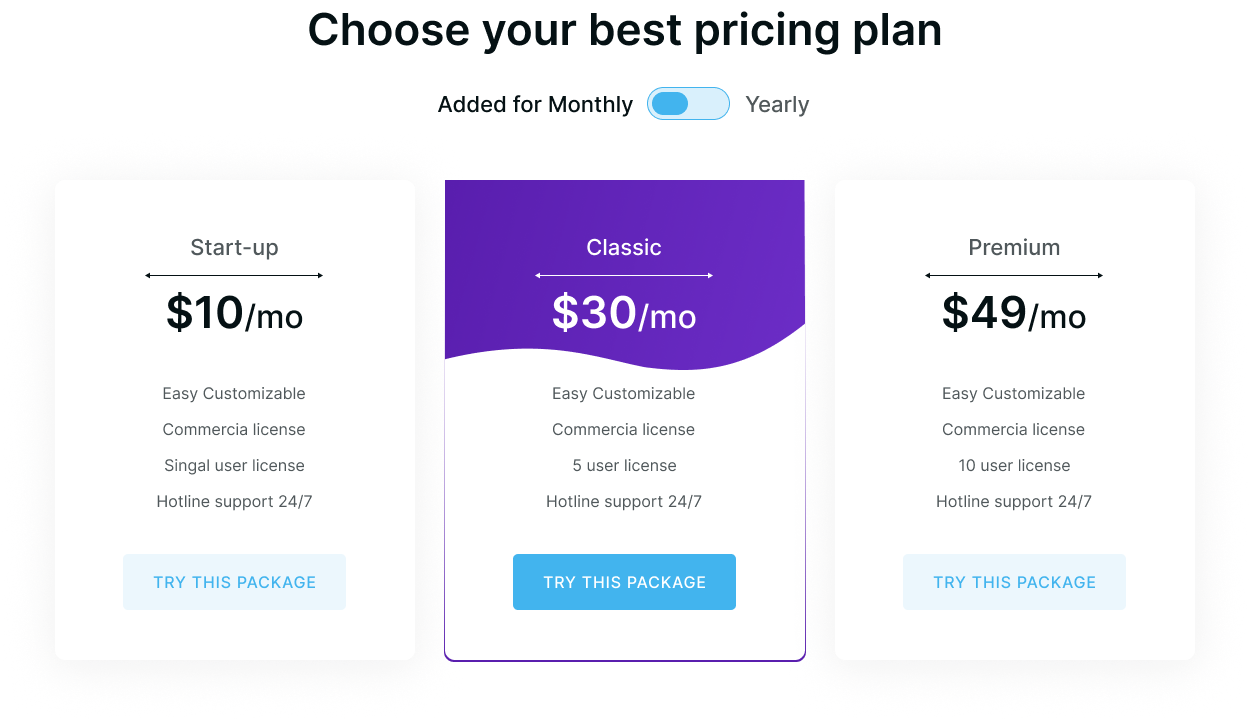 Choose your best pricing plan
Added for Monthly Yearly
Start-up
$10/mo
Easy Customizable
Commercia license
Singal user license
Hotline support 24/7
TRY THIS PACKAGE
Classic
$30/mo
Easy Customizable
Commercia license
5 user license
Hotline support 24/7
TRY THIS PACKAGE
Premium
$49/mo
Easy Customizable
Commercia license
10 user license
Hotline support 24/7
TRY THIS PACKAGE